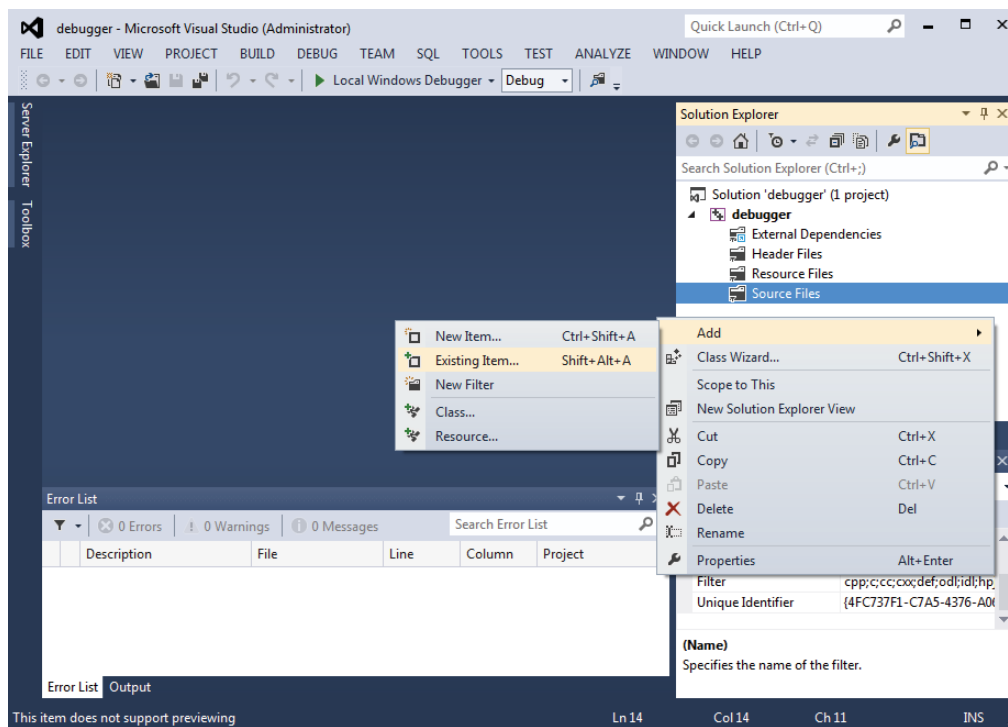 debugger - Microsoft Visual Studio (Administrator)
Quick Launch (Ctrl+Q)
FILE EDIT VIEW PROJECT BUILD DEBUG TEAM SQL TOOLS TEST ANALYZE WINDOW HELP
Local Windows Debugger Debug
Server Explorer
Toolbox
Solution Explorer
Search Solution Explorer (Ctrl+;)
Solution 'debugger' (1 project)
debugger
External Dependencies
Header Files
Resource Files
Source Files
New Item... Ctrl+Shift+A
Existing Item... Shift+Alt+A
New Filter
Class...
Resource...
Add
Class Wizard... Ctrl+Shift+X
Scope to This
New Solution Explorer View
Cut Ctrl+X
Copy Ctrl+C
Paste Ctrl+V
Delete Del
Rename
Properties Alt+Enter
Error List
0 Errors 0 Warnings 0 Messages Search Error List
Description File Line Column Project
Filter cpp;c;cc;cxx;def;odl;idl;hp
Unique Identifier {4FC737F1-C7A5-4376-A0
(Name)
Specifies the name of the filter.
Error List Output
This item does not support previewing Ln 14 Col 14 Ch 11 INS